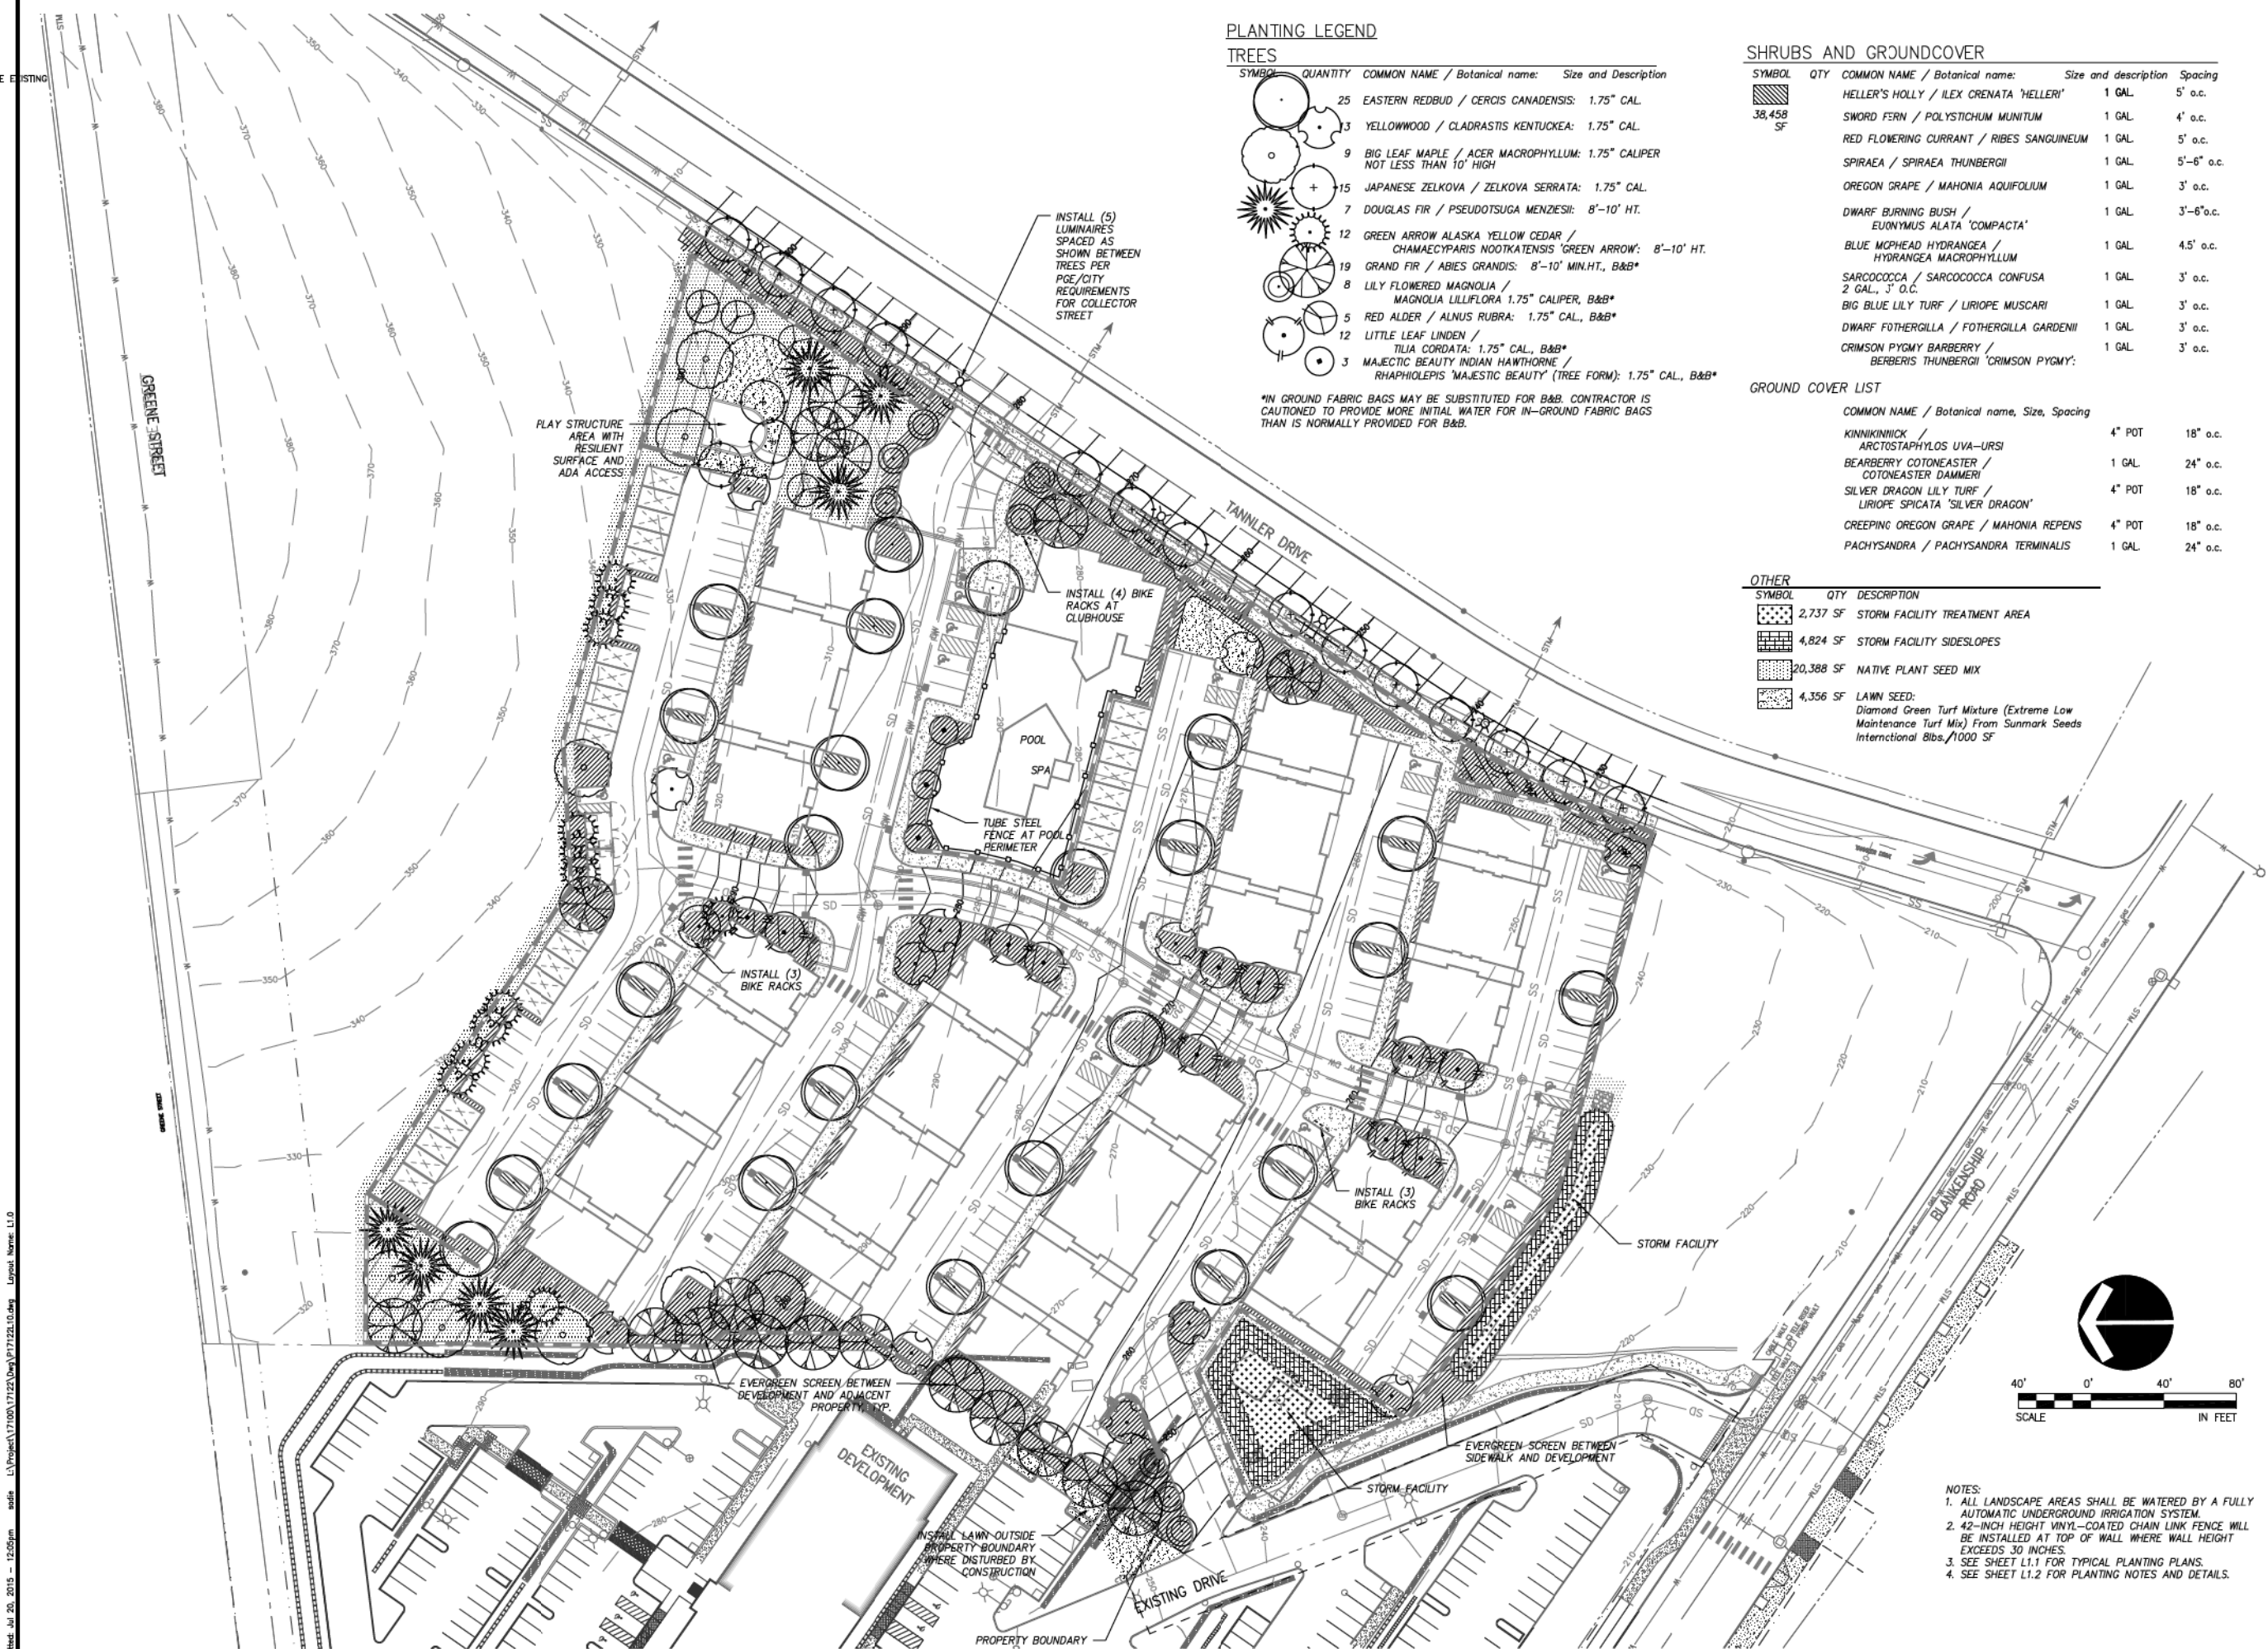 PLANTING LEGEND
TREES
SYMBOL QUANTITY COMMON NAME / Botanical name: Size and Description
25 EASTERN REDBUD / CERCIS CANADENSIS: 1.75" CAL.
13 YELLOWWOOD / CLADRASTIS KENTUCKEA: 1.75" CAL.
9 BIG LEAF MAPLE / ACER MACROPHYLLUM: 1.75" CALIPER
NOT LESS THAN 10' HIGH
15 JAPANESE ZELKOVA / ZELKOVA SERRATA: 1.75" CAL.
7 DOUGLAS FIR / PSEUDOTSUGA MENZIESII: 8'-10' HT.
12 GREEN ARROW ALASKA YELLOW CEDAR /
CHAMAECYPARIS NOOTKATENSIS 'GREEN ARROW': 8'-10' HT.
19 GRAND FIR / ABIES GRANDIS: 8'-10' MIN.HT., B&B*
8 LILY FLOWERED MAGNOLIA /
MAGNOLIA LILLIFLORA 1.75" CALIPER, B&B*
5 RED ALDER / ALNUS RUBRA: 1.75" CAL., B&B*
12 LITTLE LEAF LINDEN /
TILIA CORDATA: 1.75" CAL., B&B*
3 MAJECTIC BEAUTY INDIAN HAWTHORNE /
RHAPHIOLEPIS 'MAJESTIC BEAUTY' (TREE FORM): 1.75" CAL., B&B*
*IN GROUND FABRIC BAGS MAY BE SUBSTITUTED FOR B&B. CONTRACTOR IS
CAUTIONED TO PROVIDE MORE INITIAL WATER FOR IN-GROUND FABRIC BAGS
THAN IS NORMALLY PROVIDED FOR B&B.
SHRUBS AND GROUNDCOVER
SYMBOL QTY COMMON NAME / Botanical name: Size and description Spacing
HELLER'S HOLLY / ILEX CRENATA 'HELLERI' 1 GAL. 5' o.c.
38,458
SF
SWORD FERN / POLYSTICHUM MUNITUM 1 GAL. 4' o.c.
RED FLOWERING CURRANT / RIBES SANGUINEUM 1 GAL. 5' o.c.
SPIRAEA / SPIRAEA THUNBERGII 1 GAL. 5'-6" o.c.
OREGON GRAPE / MAHONIA AQUIFOLIUM 1 GAL. 3' o.c.
DWARF BURNING BUSH / 1 GAL. 3'-6"o.c.
EUONYMUS ALATA 'COMPACTA'
BLUE MOPHEAD HYDRANGEA / 1 GAL. 4.5' o.c.
HYDRANGEA MACROPHYLLUM
SARCOCOCCA / SARCOCOCCA CONFUSA 1 GAL. 3' o.c.
2 GAL., 3' O.C.
BIG BLUE LILY TURF / LIRIOPE MUSCARI 1 GAL. 3' o.c.
DWARF FOTHERGILLA / FOTHERGILLA GARDENII 1 GAL. 3' o.c.
CRIMSON PYGMY BARBERRY / 1 GAL. 3' o.c.
BERBERIS THUNBERGII 'CRIMSON PYGMY':
GROUND COVER LIST
COMMON NAME / Botanical name, Size, Spacing
KINNIKINNICK / 4" POT 18" o.c.
ARCTOSTAPHYLOS UVA-URSI
BEARBERRY COTONEASTER / 1 GAL. 24" o.c.
COTONEASTER DAMMERI
SILVER DRAGON LILY TURF / 4" POT 18" o.c.
LIRIOPE SPICATA 'SILVER DRAGON'
CREEPING OREGON GRAPE / MAHONIA REPENS 4" POT 18" o.c.
PACHYSANDRA / PACHYSANDRA TERMINALIS 1 GAL. 24" o.c.
OTHER
SYMBOL QTY DESCRIPTION
2,737 SF STORM FACILITY TREATMENT AREA
4,824 SF STORM FACILITY SIDESLOPES
20,388 SF NATIVE PLANT SEED MIX
4,356 SF LAWN SEED:
Diamond Green Turf Mixture (Extreme Low
Maintenance Turf Mix) From Sunmark Seeds
International 8lbs./1000 SF
INSTALL (5)
LUMINAIRES
SPACED AS
SHOWN BETWEEN
TREES PER
PGE/CITY
REQUIREMENTS
FOR COLLECTOR
STREET
PLAY STRUCTURE
AREA WITH
RESILIENT
SURFACE AND
ADA ACCESS
GREENE STREET
TANNLER DRIVE
INSTALL (4) BIKE
RACKS AT
CLUBHOUSE
POOL
SPA
TUBE STEEL
FENCE AT POOL
PERIMETER
INSTALL (3)
BIKE RACKS
INSTALL (3)
BIKE RACKS
GREENE STREET
BLANKENSHIP
ROAD
STORM FACILITY
EVERGREEN SCREEN BETWEEN
DEVELOPMENT AND ADJACENT
PROPERTY, TYP.
EXISTING
DEVELOPMENT
EVERGREEN SCREEN BETWEEN
SIDEWALK AND DEVELOPMENT
STORM FACILITY
INSTALL LAWN OUTSIDE
PROPERTY BOUNDARY
WHERE DISTURBED BY
CONSTRUCTION
EXISTING DRIVE
PROPERTY BOUNDARY
40' 0' 40' 80'
SCALE IN FEET
NOTES:
1. ALL LANDSCAPE AREAS SHALL BE WATERED BY A FULLY
AUTOMATIC UNDERGROUND IRRIGATION SYSTEM.
2. 42-INCH HEIGHT VINYL-COATED CHAIN LINK FENCE WILL
BE INSTALLED AT TOP OF WALL WHERE WALL HEIGHT
EXCEEDS 30 INCHES.
3. SEE SHEET L1.1 FOR TYPICAL PLANTING PLANS.
4. SEE SHEET L1.2 FOR PLANTING NOTES AND DETAILS.
Jul 20, 2015 - 12:05pm sadie L:\Project\17100\17122\Dwg\P17122L10.dwg Layout Name: L1.0